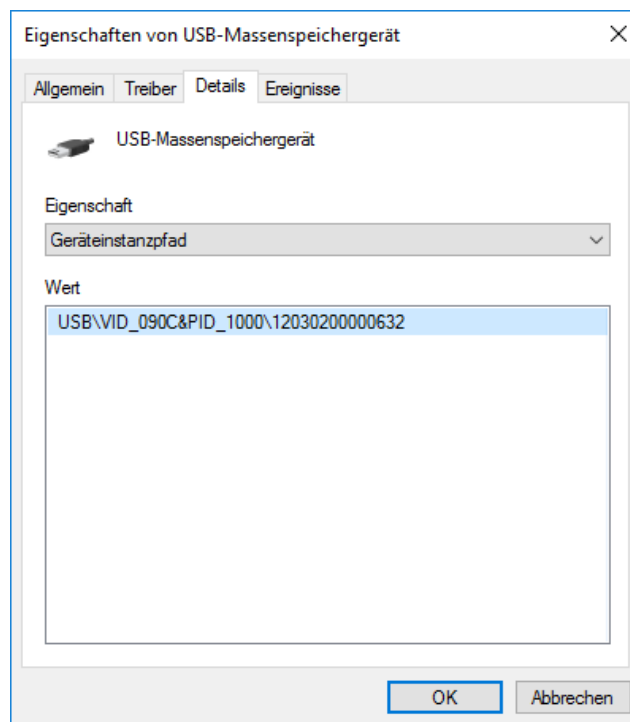 Eigenschaften von USB-Massenspeichergerät
Allgemein Treiber Details Ereignisse
USB-Massenspeichergerät
Eigenschaft
Geräteinstanzpfad
Wert
USB\VID_090C&PID_1000\12030200000632
OK Abbrechen